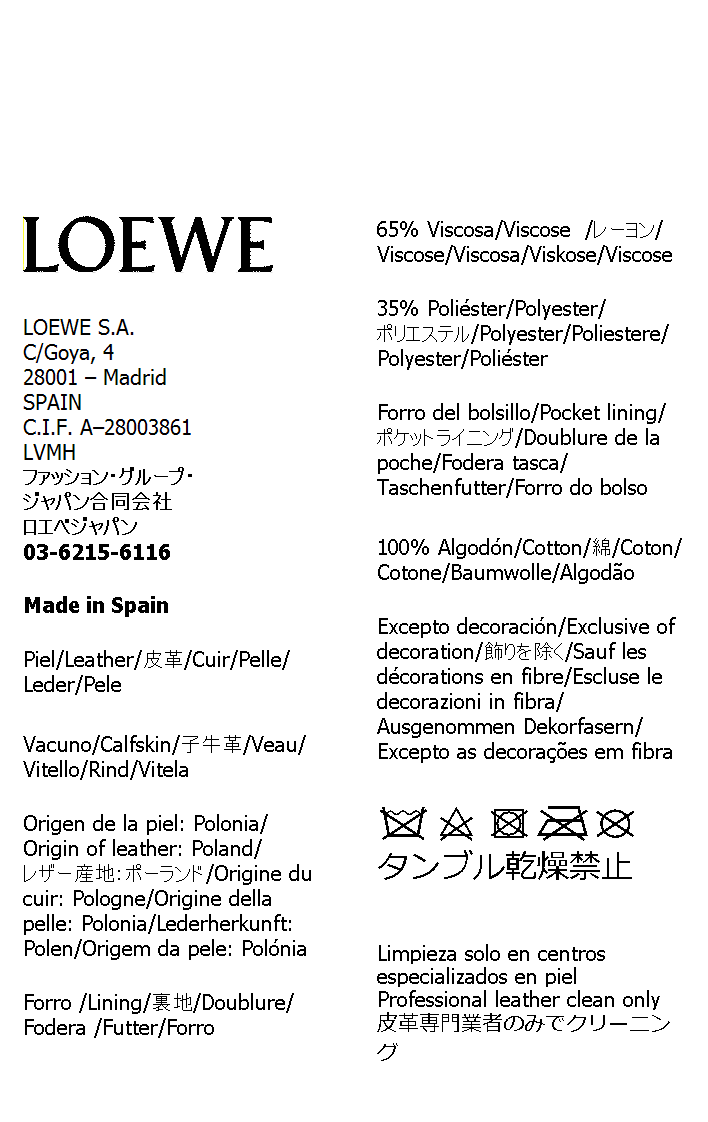 LOEWE
LOEWE S.A.
C/Goya, 4
28001 – Madrid
SPAIN
C.I.F. A–28003861
LVMH
ファッション・グループ・
ジャパン合同会社
ロエベジャパン
03-6215-6116
Made in Spain
Piel/Leather/皮革/Cuir/Pelle/
Leder/Pele
Vacuno/Calfskin/子牛革/Veau/
Vitello/Rind/Vitela
Origen de la piel: Polonia/
Origin of leather: Poland/
レザー産地：ポーランド/Origine du
cuir: Pologne/Origine della
pelle: Polonia/Lederherkunft:
Polen/Origem da pele: Polónia
Forro /Lining/裏地/Doublure/
Fodera /Futter/Forro
65% Viscosa/Viscose  /レーヨン/
Viscose/Viscosa/Viskose/Viscose
35% Poliéster/Polyester/
ポリエステル/Polyester/Poliestere/
Polyester/Poliéster
Forro del bolsillo/Pocket lining/
ポケットライニング/Doublure de la
poche/Fodera tasca/
Taschenfutter/Forro do bolso
100% Algodón/Cotton/綿/Coton/
Cotone/Baumwolle/Algodão
Excepto decoración/Exclusive of
decoration/飾りを除く/Sauf les
décorations en fibre/Escluse le
decorazioni in fibra/
Ausgenommen Dekorfasern/
Excepto as decorações em fibra
タンブル乾燥禁止
Limpieza solo en centros
especializados en piel
Professional leather clean only
皮革専門業者のみでクリーニン
グ